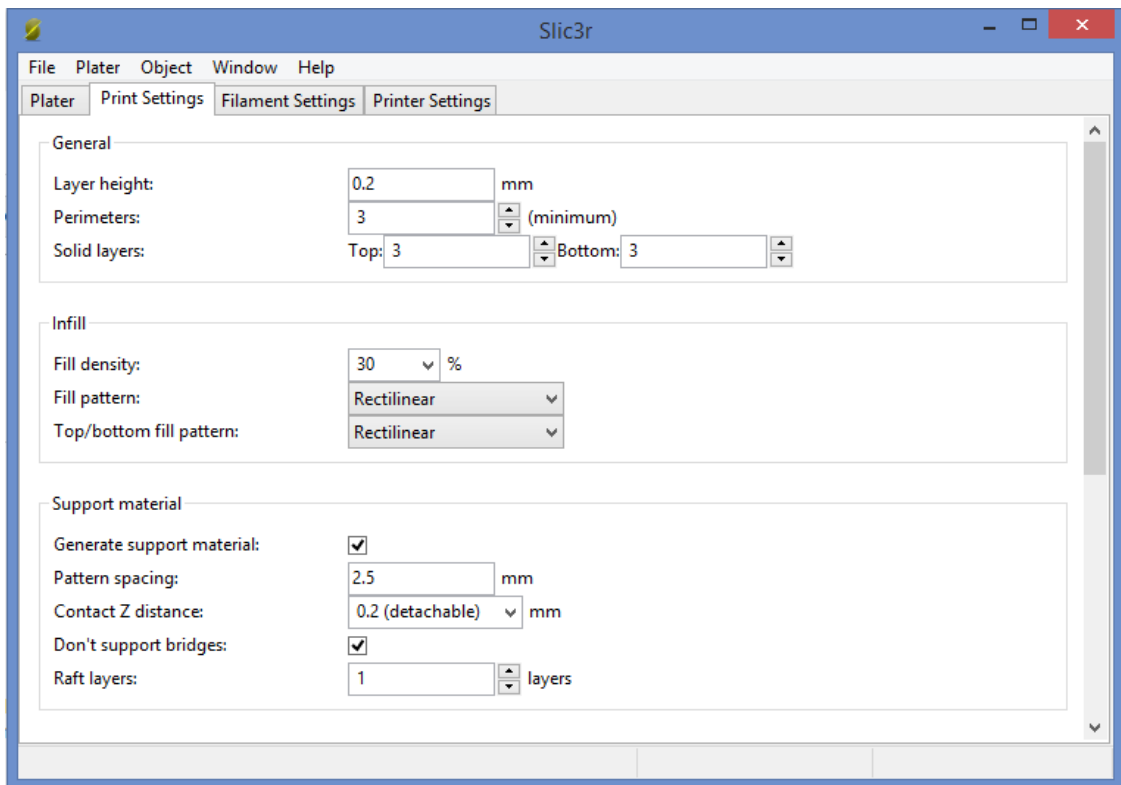 Slic3r
File Plater Object Window Help
Plater Print Settings Filament Settings Printer Settings
General
Layer height: 0.2 mm
Perimeters: 3 (minimum)
Solid layers: Top: 3 Bottom: 3
Infill
Fill density: 30 %
Fill pattern: Rectilinear
Top/bottom fill pattern: Rectilinear
Support material
Generate support material:
Pattern spacing: 2.5 mm
Contact Z distance: 0.2 (detachable) mm
Don't support bridges:
Raft layers: 1 layers